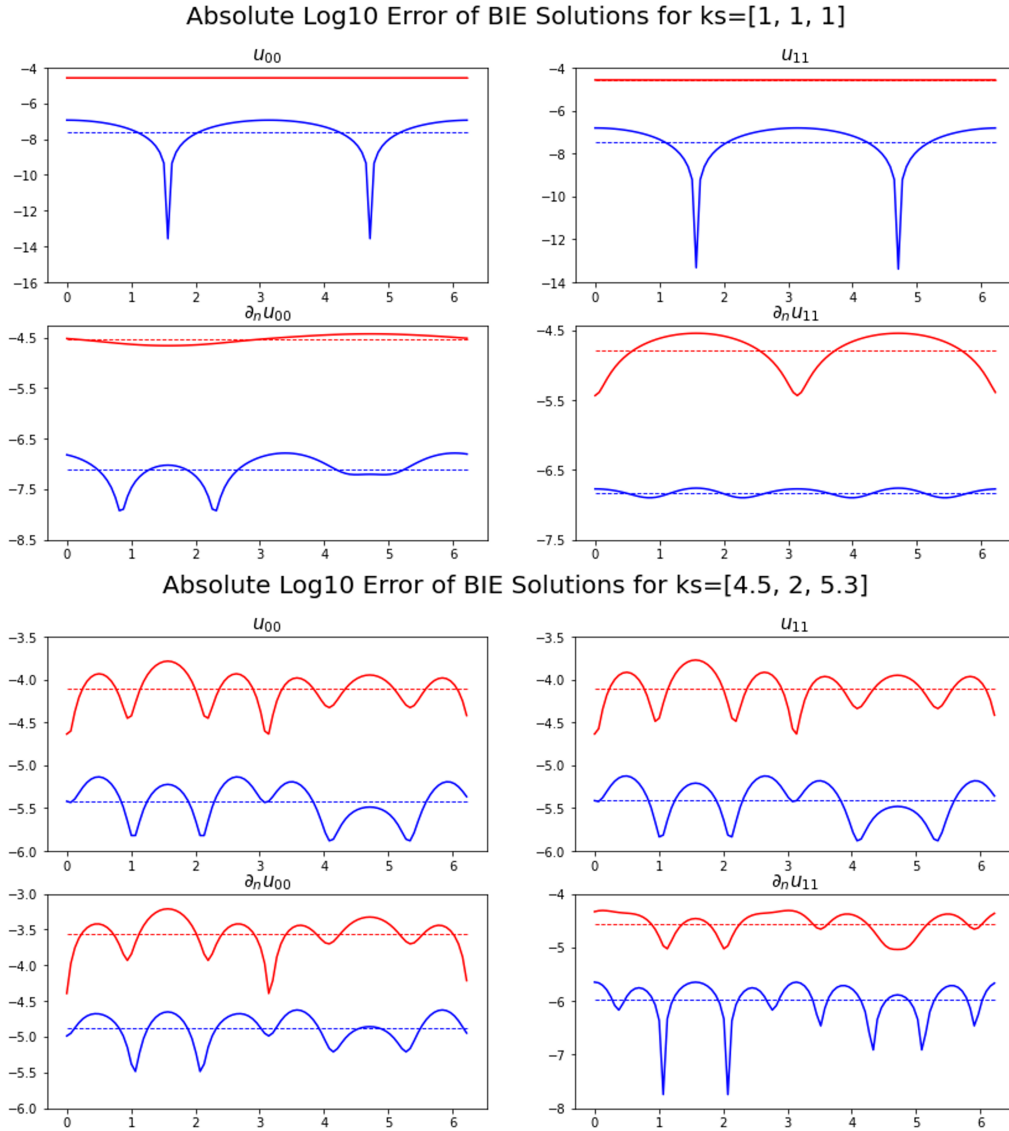 Absolute Log10 Error of BIE Solutions for ks=[1, 1, 1]
u₀₀
−4
−6
−8
−10
−12
−14
−16
0 1 2 3 4 5 6
u₁₁
−4
−6
−8
−10
−12
−14
0 1 2 3 4 5 6
∂ₙu₀₀
−4.5
−5.5
−6.5
−7.5
−8.5
0 1 2 3 4 5 6
∂ₙu₁₁
−4.5
−5.5
−6.5
−7.5
0 1 2 3 4 5 6
Absolute Log10 Error of BIE Solutions for ks=[4.5, 2, 5.3]
u₀₀
−3.5
−4.0
−4.5
−5.0
−5.5
−6.0
0 1 2 3 4 5 6
u₁₁
−3.5
−4.0
−4.5
−5.0
−5.5
−6.0
0 1 2 3 4 5 6
∂ₙu₀₀
−3.0
−3.5
−4.0
−4.5
−5.0
−6.0
0 1 2 3 4 5 6
∂ₙu₁₁
−4
−5
−6
−7
−8
0 1 2 3 4 5 6